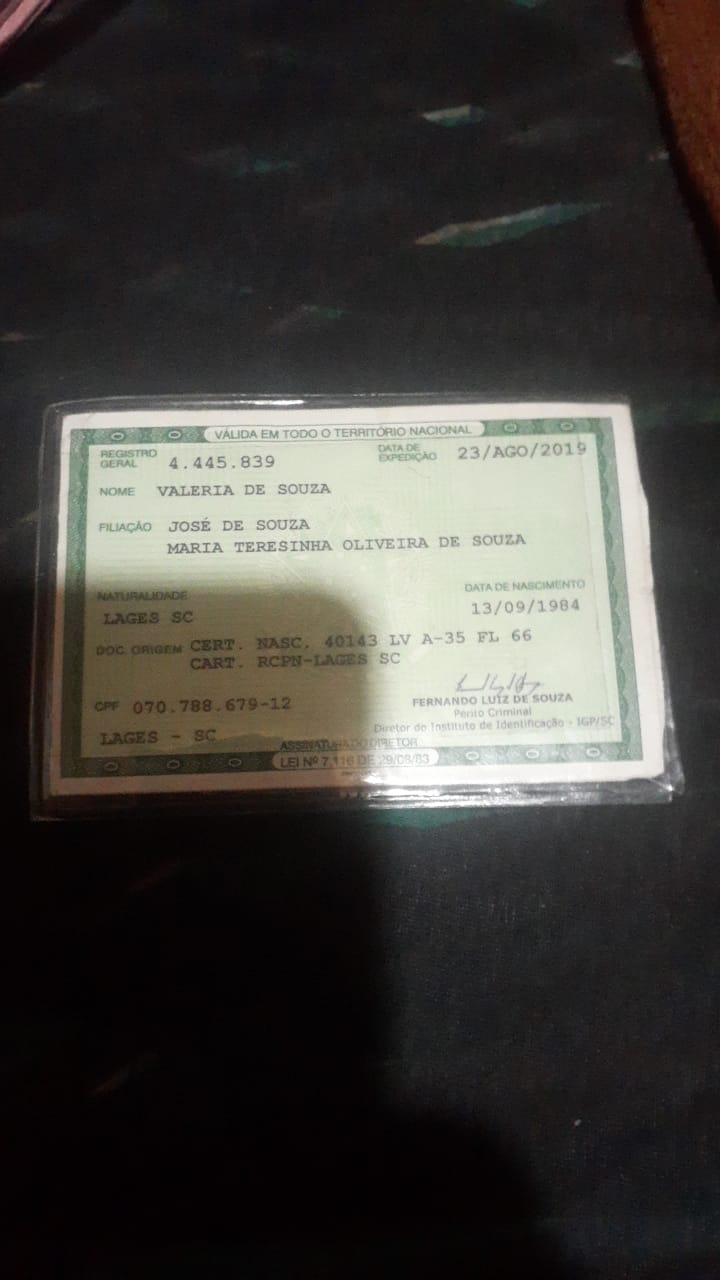 VÁLIDA EM TODO O TERRITÓRIO NACIONAL
REGISTRO GERAL 4.445.839 DATA DE EXPEDIÇÃO 23/AGO/2019
NOME VALERIA DE SOUZA
FILIAÇÃO JOSÉ DE SOUZA
MARIA TERESINHA OLIVEIRA DE SOUZA
NATURALIDADE DATA DE NASCIMENTO
LAGES SC 13/09/1984
DOC. ORIGEM CERT. NASC. 40143 LV A-35 FL 66
CART. RCPN-LAGES SC
CPF 070.788.679-12
FERNANDO LUIZ DE SOUZA
Perito Criminal
Diretor do Instituto de Identificação - IGP/SC
LAGES - SC
ASSINATURA DO DIRETOR
LEI Nº 7.116 DE 29/08/83